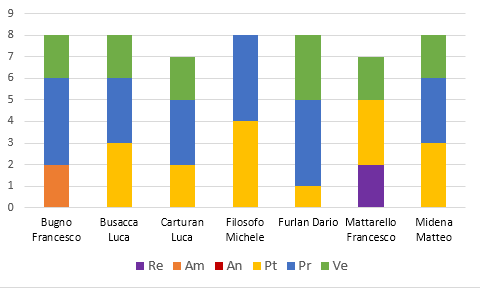 9
8
7
6
5
4
3
2
1
0
Bugno Francesco
Busacca Luca
Carturan Luca
Filosofo Michele
Furlan Dario
Mattarello Francesco
Midena Matteo
Re Am An Pt Pr Ve